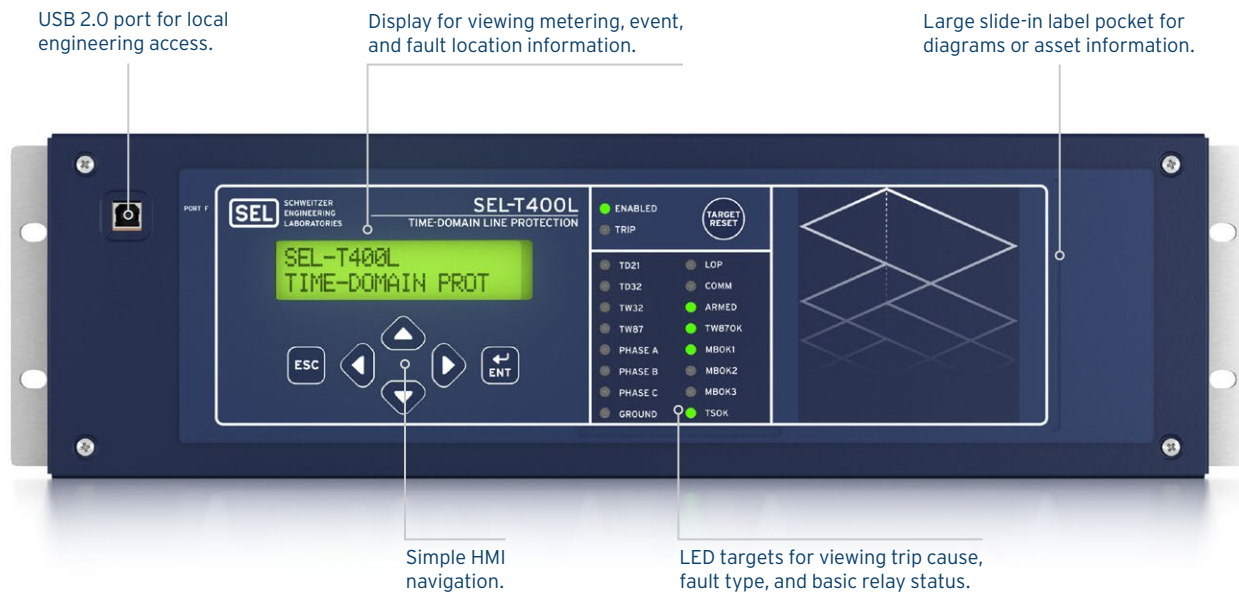 USB 2.0 port for local
engineering access.
Display for viewing metering, event,
and fault location information.
Large slide-in label pocket for
diagrams or asset information.
PORT F
SEL
SCHWEITZER
ENGINEERING
LABORATORIES
SEL-T400L
TIME-DOMAIN LINE PROTECTION
SEL-T400L
TIME-DOMAIN PROT
ESC
ENT
ENABLED
TRIP
TARGET
RESET
TD21
LOP
TD32
COMM
TW32
ARMED
TW87
TW87OK
PHASE A
MBOK1
PHASE B
MBOK2
PHASE C
MBOK3
GROUND
TSOK
Simple HMI
navigation.
LED targets for viewing trip cause,
fault type, and basic relay status.